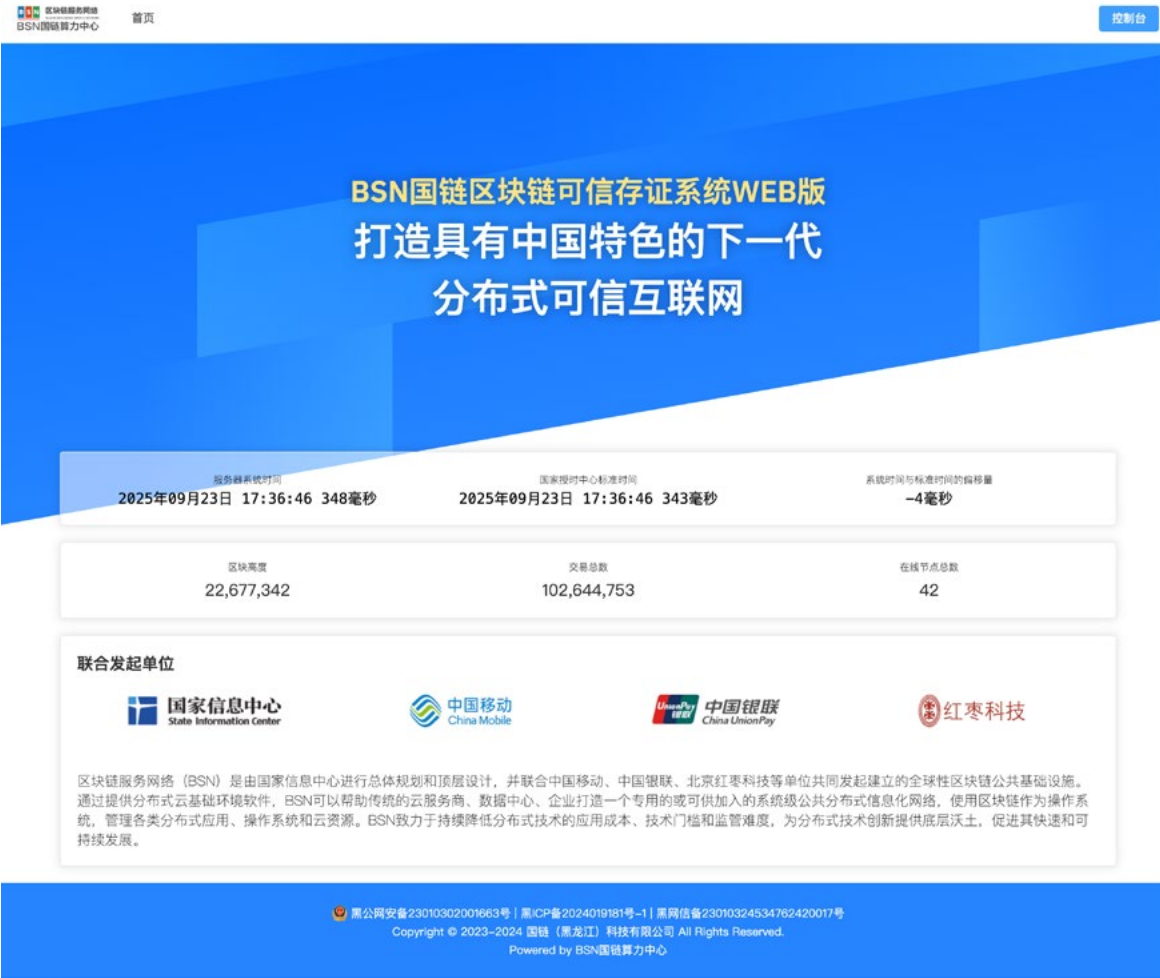 BSN 区块链服务网络
BSN国链算力中心
首页
控制台
BSN国链区块链可信存证系统WEB版
打造具有中国特色的下一代
分布式可信互联网
服务器系统时间
2025年09月23日 17:36:46 348毫秒
国家授时中心标准时间
2025年09月23日 17:36:46 343毫秒
系统时间与标准时间的偏移量
-4毫秒
区块高度
22,677,342
交易总数
102,644,753
在线节点总数
42
联合发起单位
国家信息中心
State Information Center
中国移动
China Mobile
UnionPay
银联
中国银联
China UnionPay
红枣科技
区块链服务网络（BSN）是由国家信息中心进行总体规划和顶层设计，并联合中国移动、中国银联、北京红枣科技等单位共同发起建立的全球性区块链公共基础设施。
通过提供分布式云基础环境软件，BSN可以帮助传统的云服务商、数据中心、企业打造一个专用的或可供加入的系统级公共分布式信息化网络，使用区块链作为操作系
统，管理各类分布式应用、操作系统和云资源。BSN致力于持续降低分布式技术的应用成本、技术门槛和监管难度，为分布式技术创新提供底层沃土，促进其快速和可
持续发展。
黑公网安备23010302001663号 | 黑ICP备2024019181号-1 | 黑网信备23010324534762420017号
Copyright © 2023-2024 国链（黑龙江）科技有限公司 All Rights Reserved.
Powered by BSN国链算力中心